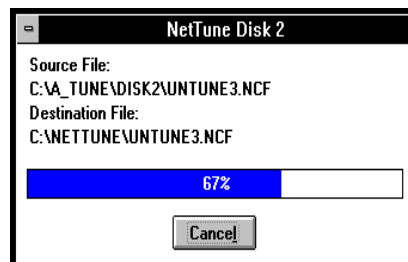 NetTune Disk 2
Source File:
C:\A_TUNE\DISK2\UNTUNE3.NCF
Destination File:
C:\NETTUNE\UNTUNE3.NCF
67%
Cancel